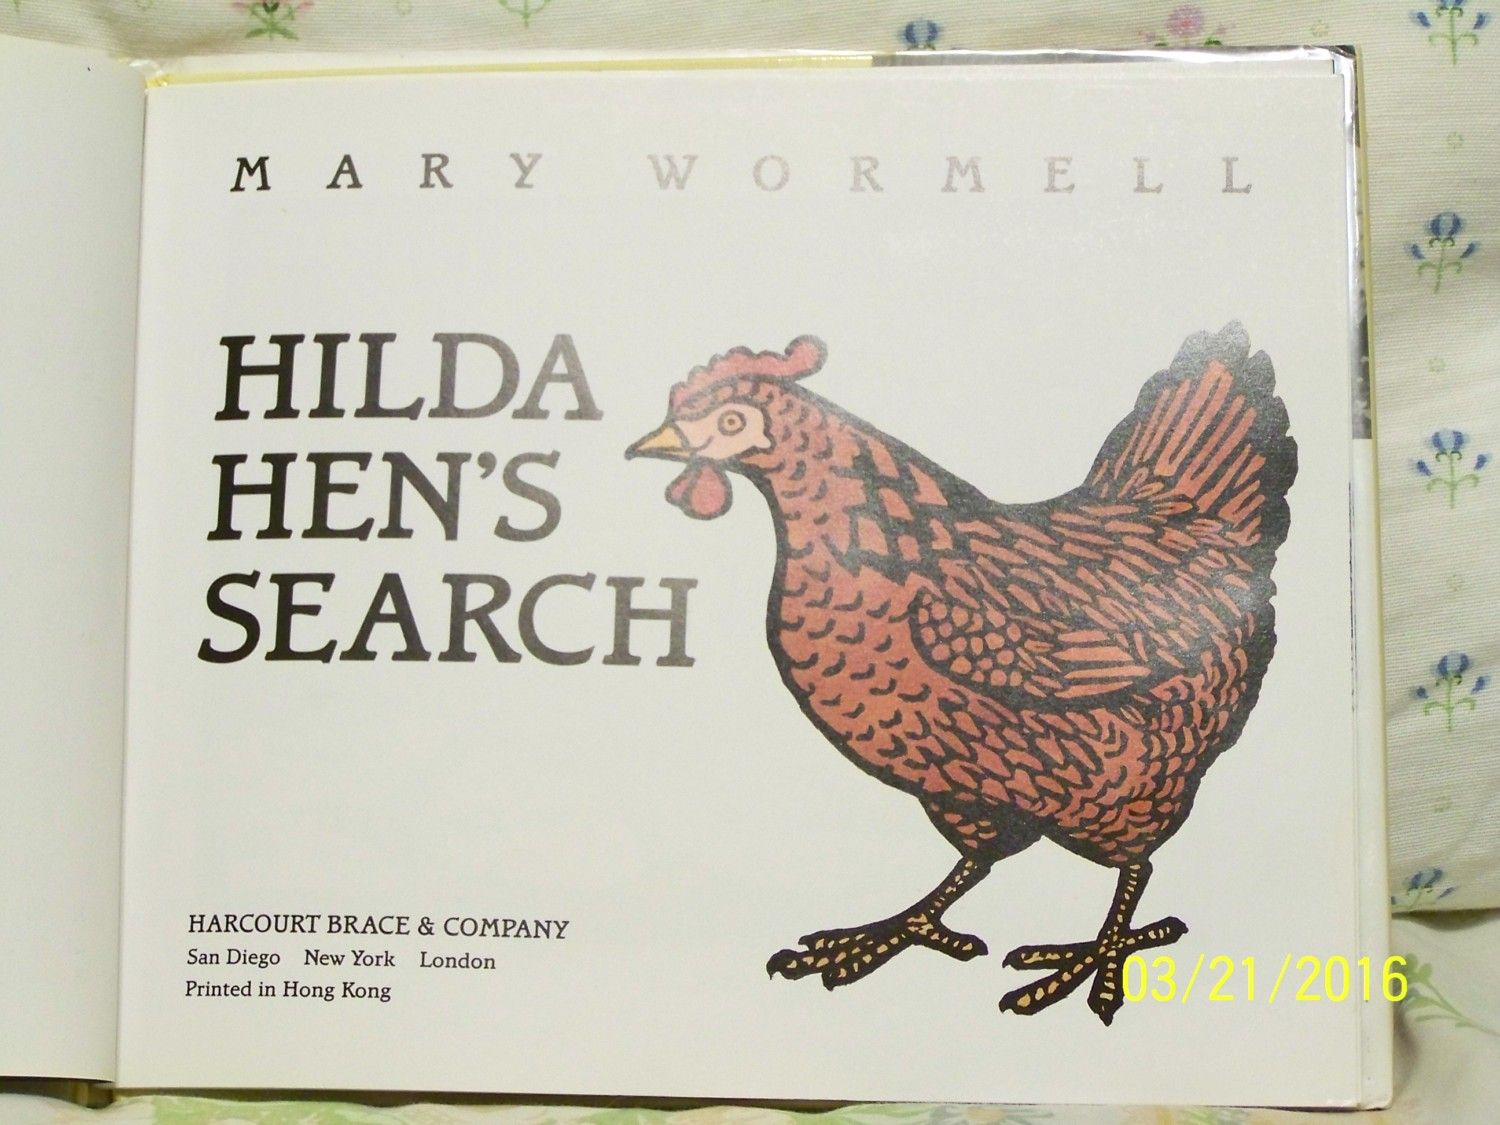 MARY WORMELL
HILDA
HEN'S
SEARCH
HARCOURT BRACE & COMPANY
San Diego New York London
Printed in Hong Kong
03/21/2016